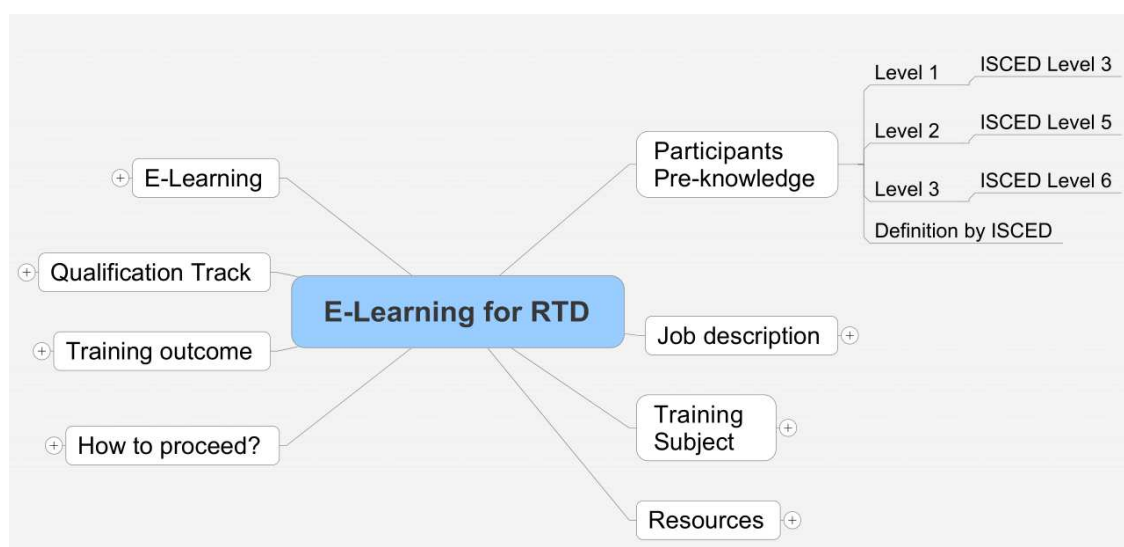 E-Learning for RTD
Participants
Pre-knowledge
Level 1
ISCED Level 3
Level 2
ISCED Level 5
Level 3
ISCED Level 6
Definition by ISCED
Job description
Training
Subject
Resources
E-Learning
Qualification Track
Training outcome
How to proceed?